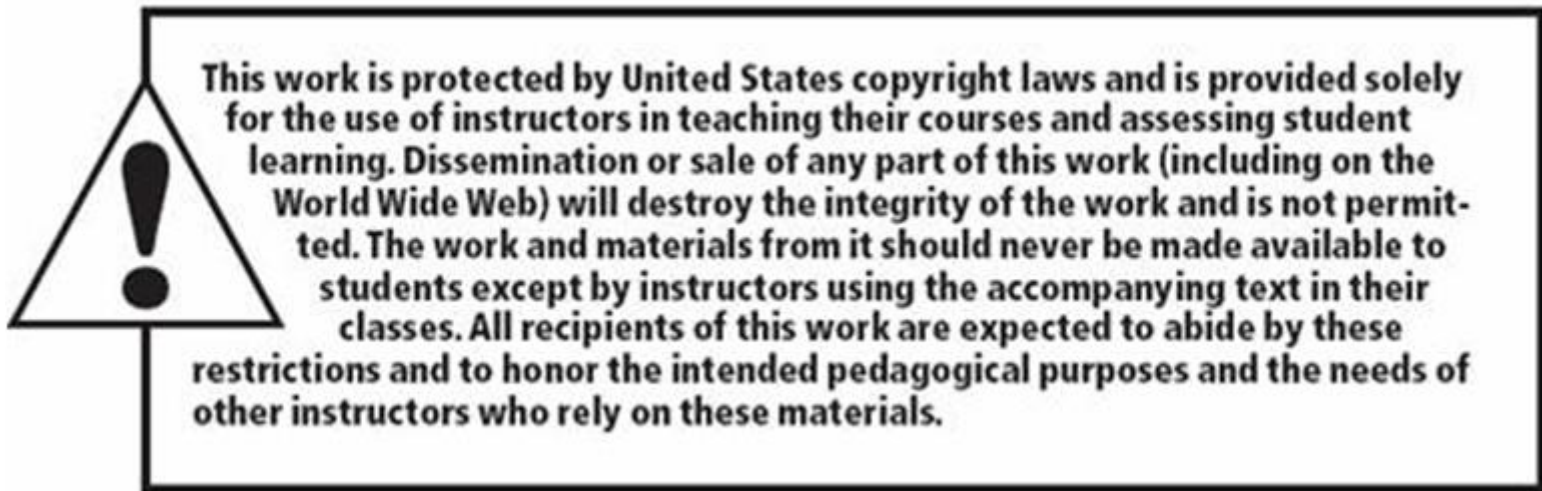 This work is protected by United States copyright laws and is provided solely
for the use of instructors in teaching their courses and assessing student
learning. Dissemination or sale of any part of this work (including on the
World Wide Web) will destroy the integrity of the work and is not permit-
ted. The work and materials from it should never be made available to
students except by instructors using the accompanying text in their
classes. All recipients of this work are expected to abide by these
restrictions and to honor the intended pedagogical purposes and the needs of
other instructors who rely on these materials.